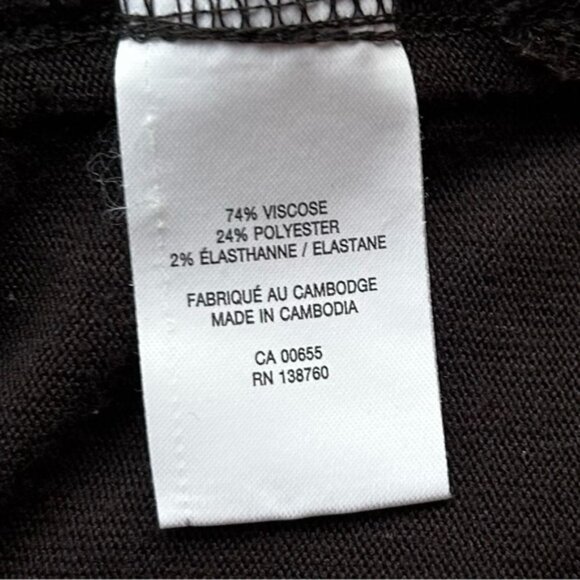 74% VISCOSE
24% POLYESTER
2% ÉLASTHANNE / ELASTANE
FABRIQUÉ AU CAMBODGE
MADE IN CAMBODIA
CA 00655
RN 138760